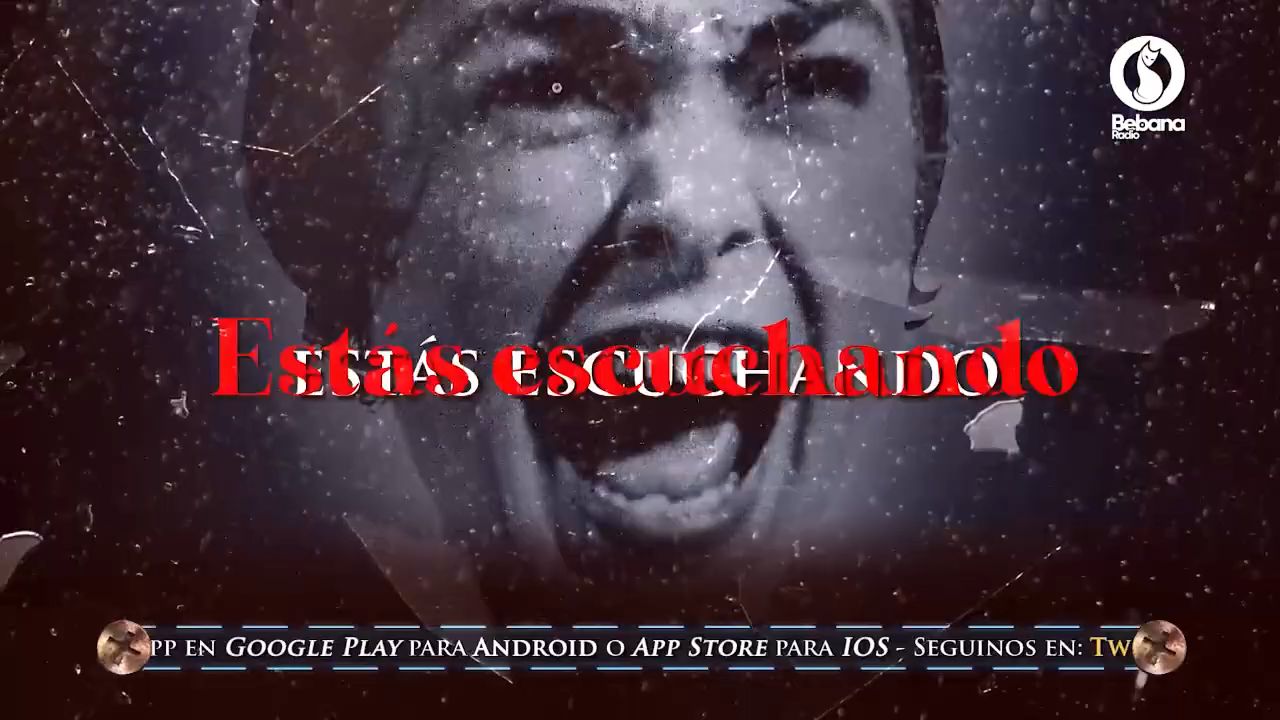 Bebana
Radio
Estás escuchando
ESTÁS ESCUCHANDO
PP EN GOOGLE PLAY PARA ANDROID O APP STORE PARA IOS - SEGUINOS EN: TW